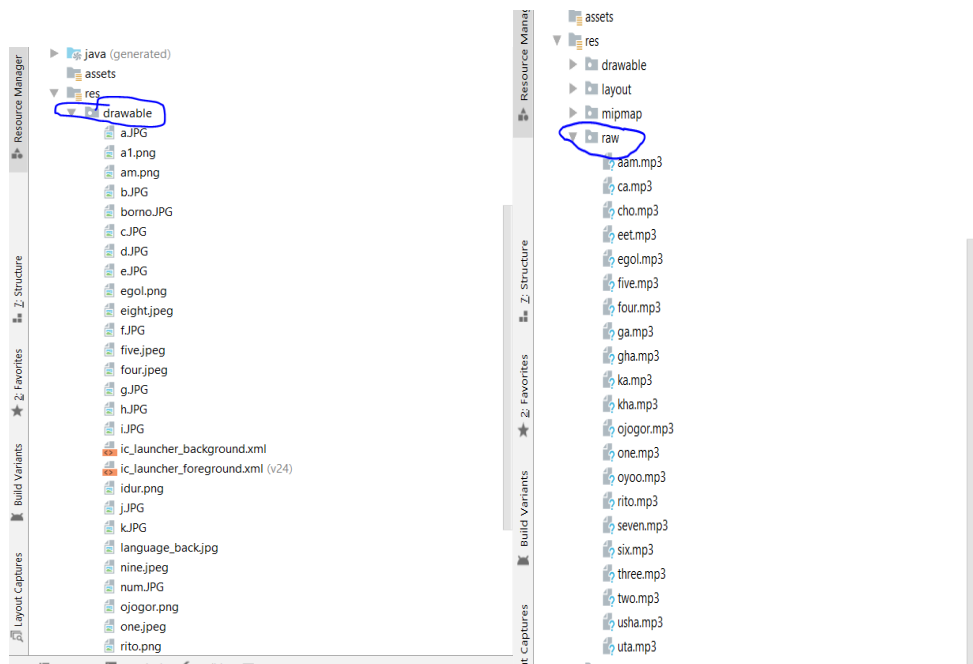 java (generated)
assets
res
drawable
a.JPG
a1.png
am.png
b.JPG
borno.JPG
c.JPG
d.JPG
e.JPG
egol.png
eight.jpeg
f.JPG
five.jpeg
four.jpeg
g.JPG
h.JPG
i.JPG
ic_launcher_background.xml
ic_launcher_foreground.xml (v24)
idur.png
j.JPG
k.JPG
language_back.jpg
nine.jpeg
num.JPG
ojogor.png
one.jpeg
rito.png
Resource Manager
7: Structure
2: Favorites
Build Variants
Layout Captures
assets
res
drawable
layout
mipmap
raw
aam.mp3
ca.mp3
cho.mp3
eet.mp3
egol.mp3
five.mp3
four.mp3
ga.mp3
gha.mp3
ka.mp3
kha.mp3
ojogor.mp3
one.mp3
oyoo.mp3
rito.mp3
seven.mp3
six.mp3
three.mp3
two.mp3
usha.mp3
uta.mp3
Resource Manag
7: Structure
2: Favorites
Build Variants
t Captures